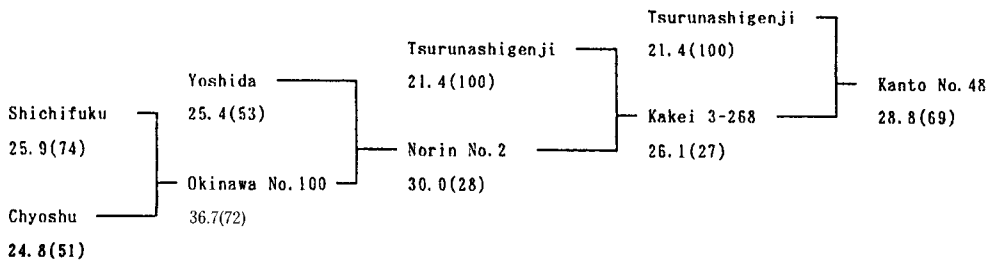 Tsurunashigenji
21.4(100)
Tsurunashigenji
21.4(100)
Yoshida
25.4(53)
Kanto No.48
28.8(69)
Shichifuku
25.9(74)
Kakei 3-268
26.1(27)
Norin No.2
30.0(28)
Okinawa No.100
36.7(72)
Chyoshu
24.8(51)